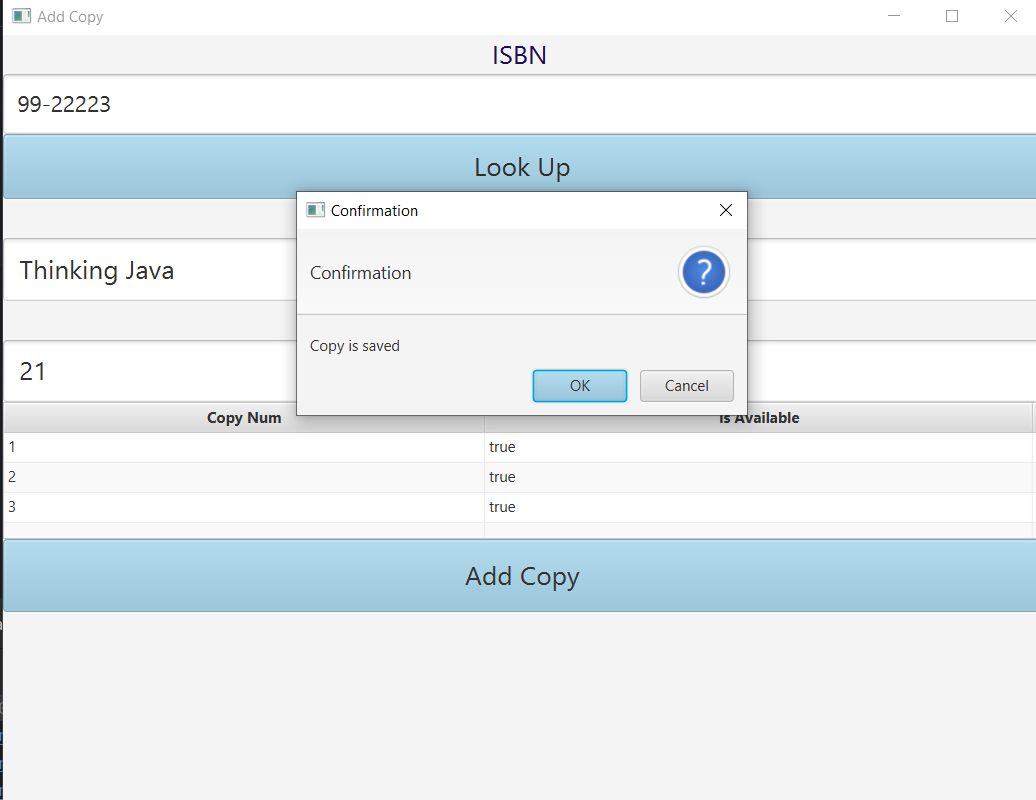 Add Copy
ISBN
99-22223
Look Up
Confirmation
Confirmation
?
Thinking Java
Copy is saved
21
OK Cancel
Copy Num Is Available
1 true
2 true
3 true
Add Copy